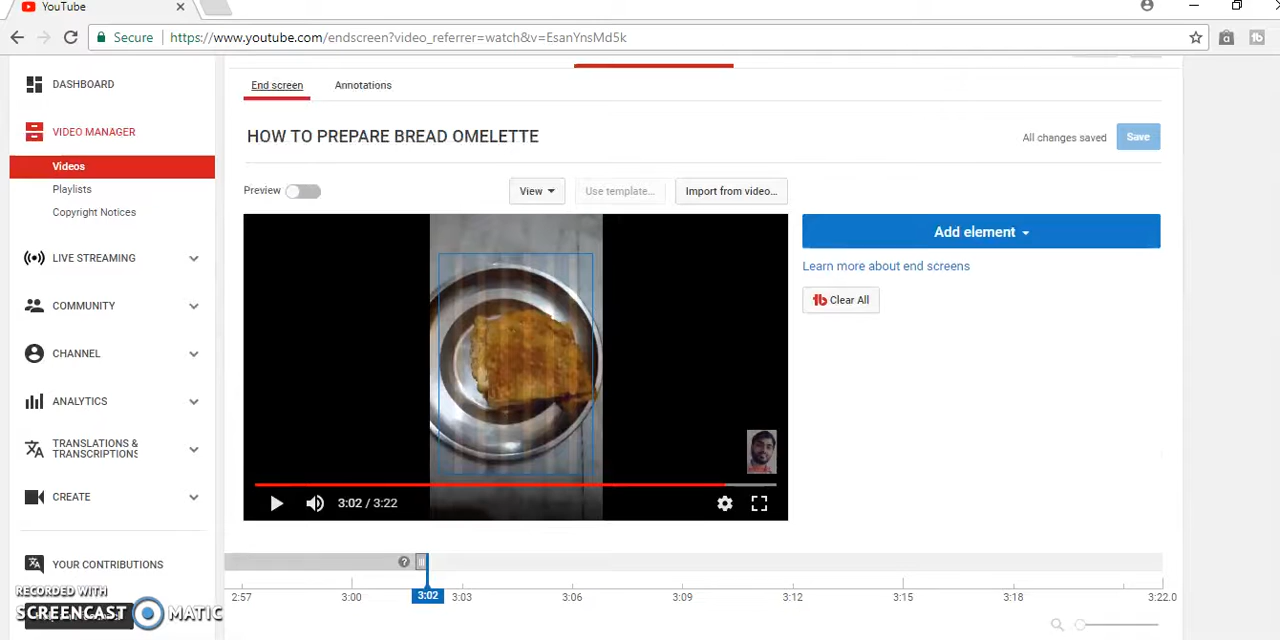 YouTube
Secure https://www.youtube.com/endscreen?video_referrer=watch&v=EsanYnsMd5k
DASHBOARD
VIDEO MANAGER
Videos
Playlists
Copyright Notices
LIVE STREAMING
COMMUNITY
CHANNEL
ANALYTICS
TRANSLATIONS &
TRANSCRIPTIONS
CREATE
YOUR CONTRIBUTIONS
RECORDED WITH
SCREENCAST MATIC
End screen Annotations
HOW TO PREPARE BREAD OMELETTE
All changes saved Save
Preview View Use template... Import from video...
Add element
Learn more about end screens
tb Clear All
3:02 / 3:22
?
2:57 3:00 3:02 3:03 3:06 3:09 3:12 3:15 3:18 3:22.0